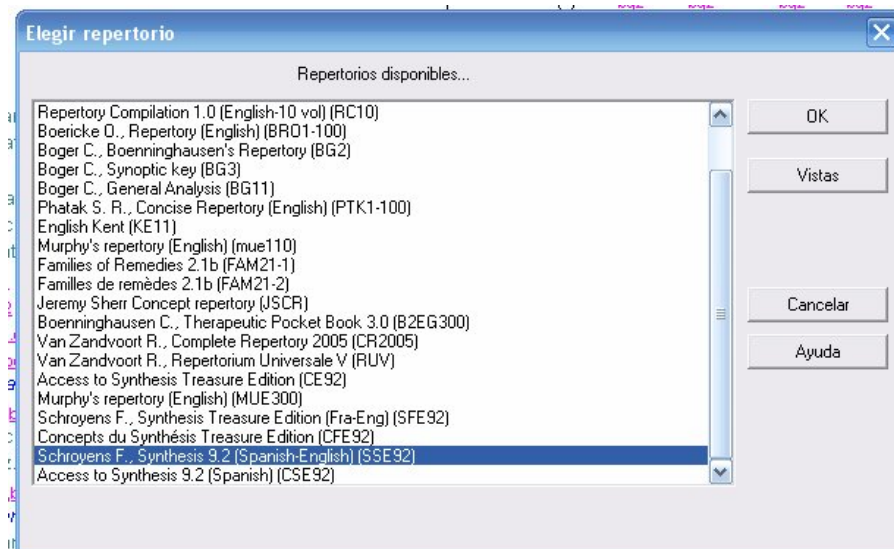 Elegir repertorio
Repertorios disponibles...
Repertory Compilation 1.0 (English-10 vol) (RC10)
Boericke O., Repertory (English) (BRO1-100)
Boger C., Boenninghausen's Repertory (BG2)
Boger C., Synoptic key (BG3)
Boger C., General Analysis (BG11)
Phatak S. R., Concise Repertory (English) (PTK1-100)
English Kent (KE11)
Murphy's repertory (English) (mue110)
Families of Remedies 2.1b (FAM21-1)
Familles de remèdes 2.1b (FAM21-2)
Jeremy Sherr Concept repertory (JSCR)
Boenninghausen C., Therapeutic Pocket Book 3.0 (B2EG300)
Van Zandvoort R., Complete Repertory 2005 (CR2005)
Van Zandvoort R., Repertorium Universale V (RUV)
Access to Synthesis Treasure Edition (CE92)
Murphy's repertory (English) (MUE300)
Schroyens F., Synthesis Treasure Edition (Fra-Eng) (SFE92)
Concepts du Synthésis Treasure Edition (CFE92)
Schroyens F., Synthesis 9.2 (Spanish-English) (SSE92)
Access to Synthesis 9.2 (Spanish) (CSE92)
OK
Vistas
Cancelar
Ayuda